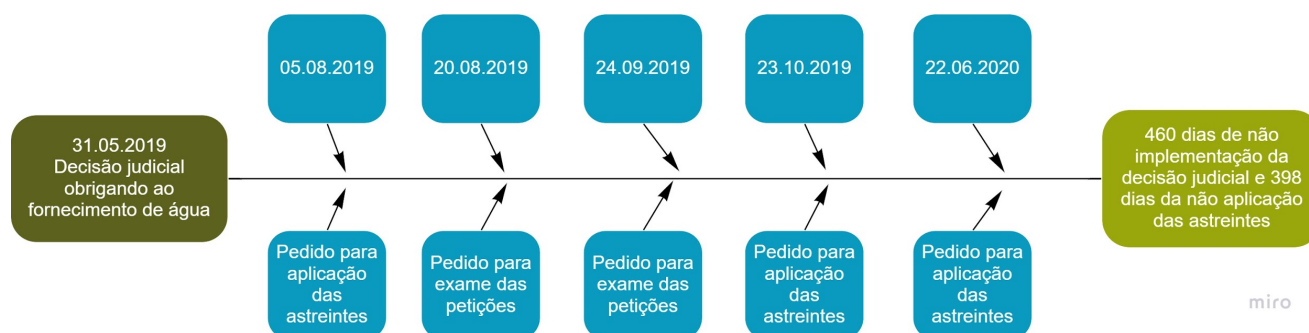 05.08.2019
20.08.2019
24.09.2019
23.10.2019
22.06.2020
31.05.2019
Decisão judicial
obrigando ao
fornecimento de água
460 dias de não
implementação da
decisão judicial e 398
dias da não aplicação
das astreintes
Pedido para
aplicação
das
astreintes
Pedido para
exame das
petições
Pedido para
exame das
petições
Pedido para
aplicação
das
astreintes
Pedido para
aplicação
das
astreintes
miro